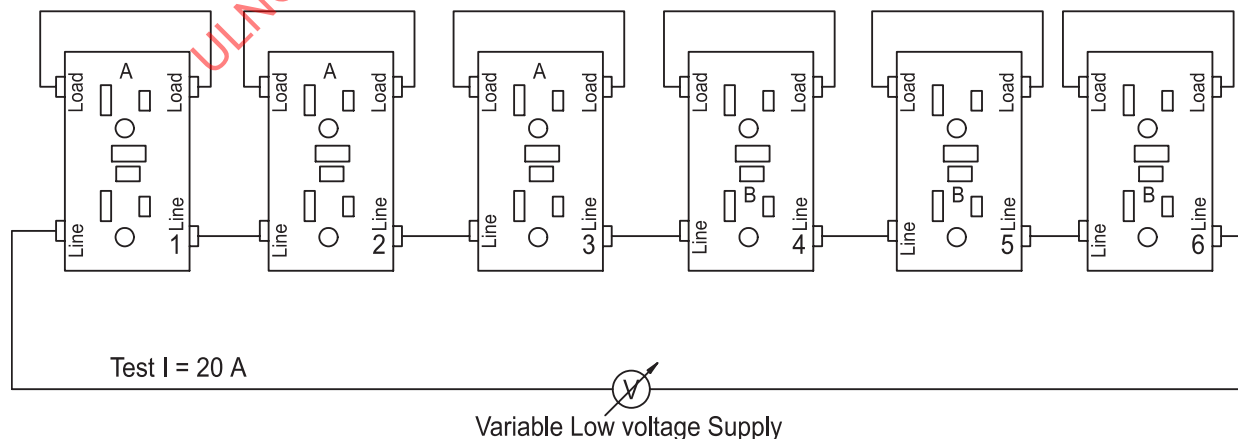 ULNO
A A A
Load Load Load Load Load Load Load Load Load Load Load Load
B B B
Line Line Line Line Line Line Line Line Line Line Line Line
1 2 3 4 5 6
Test I = 20 A
V
Variable Low voltage Supply